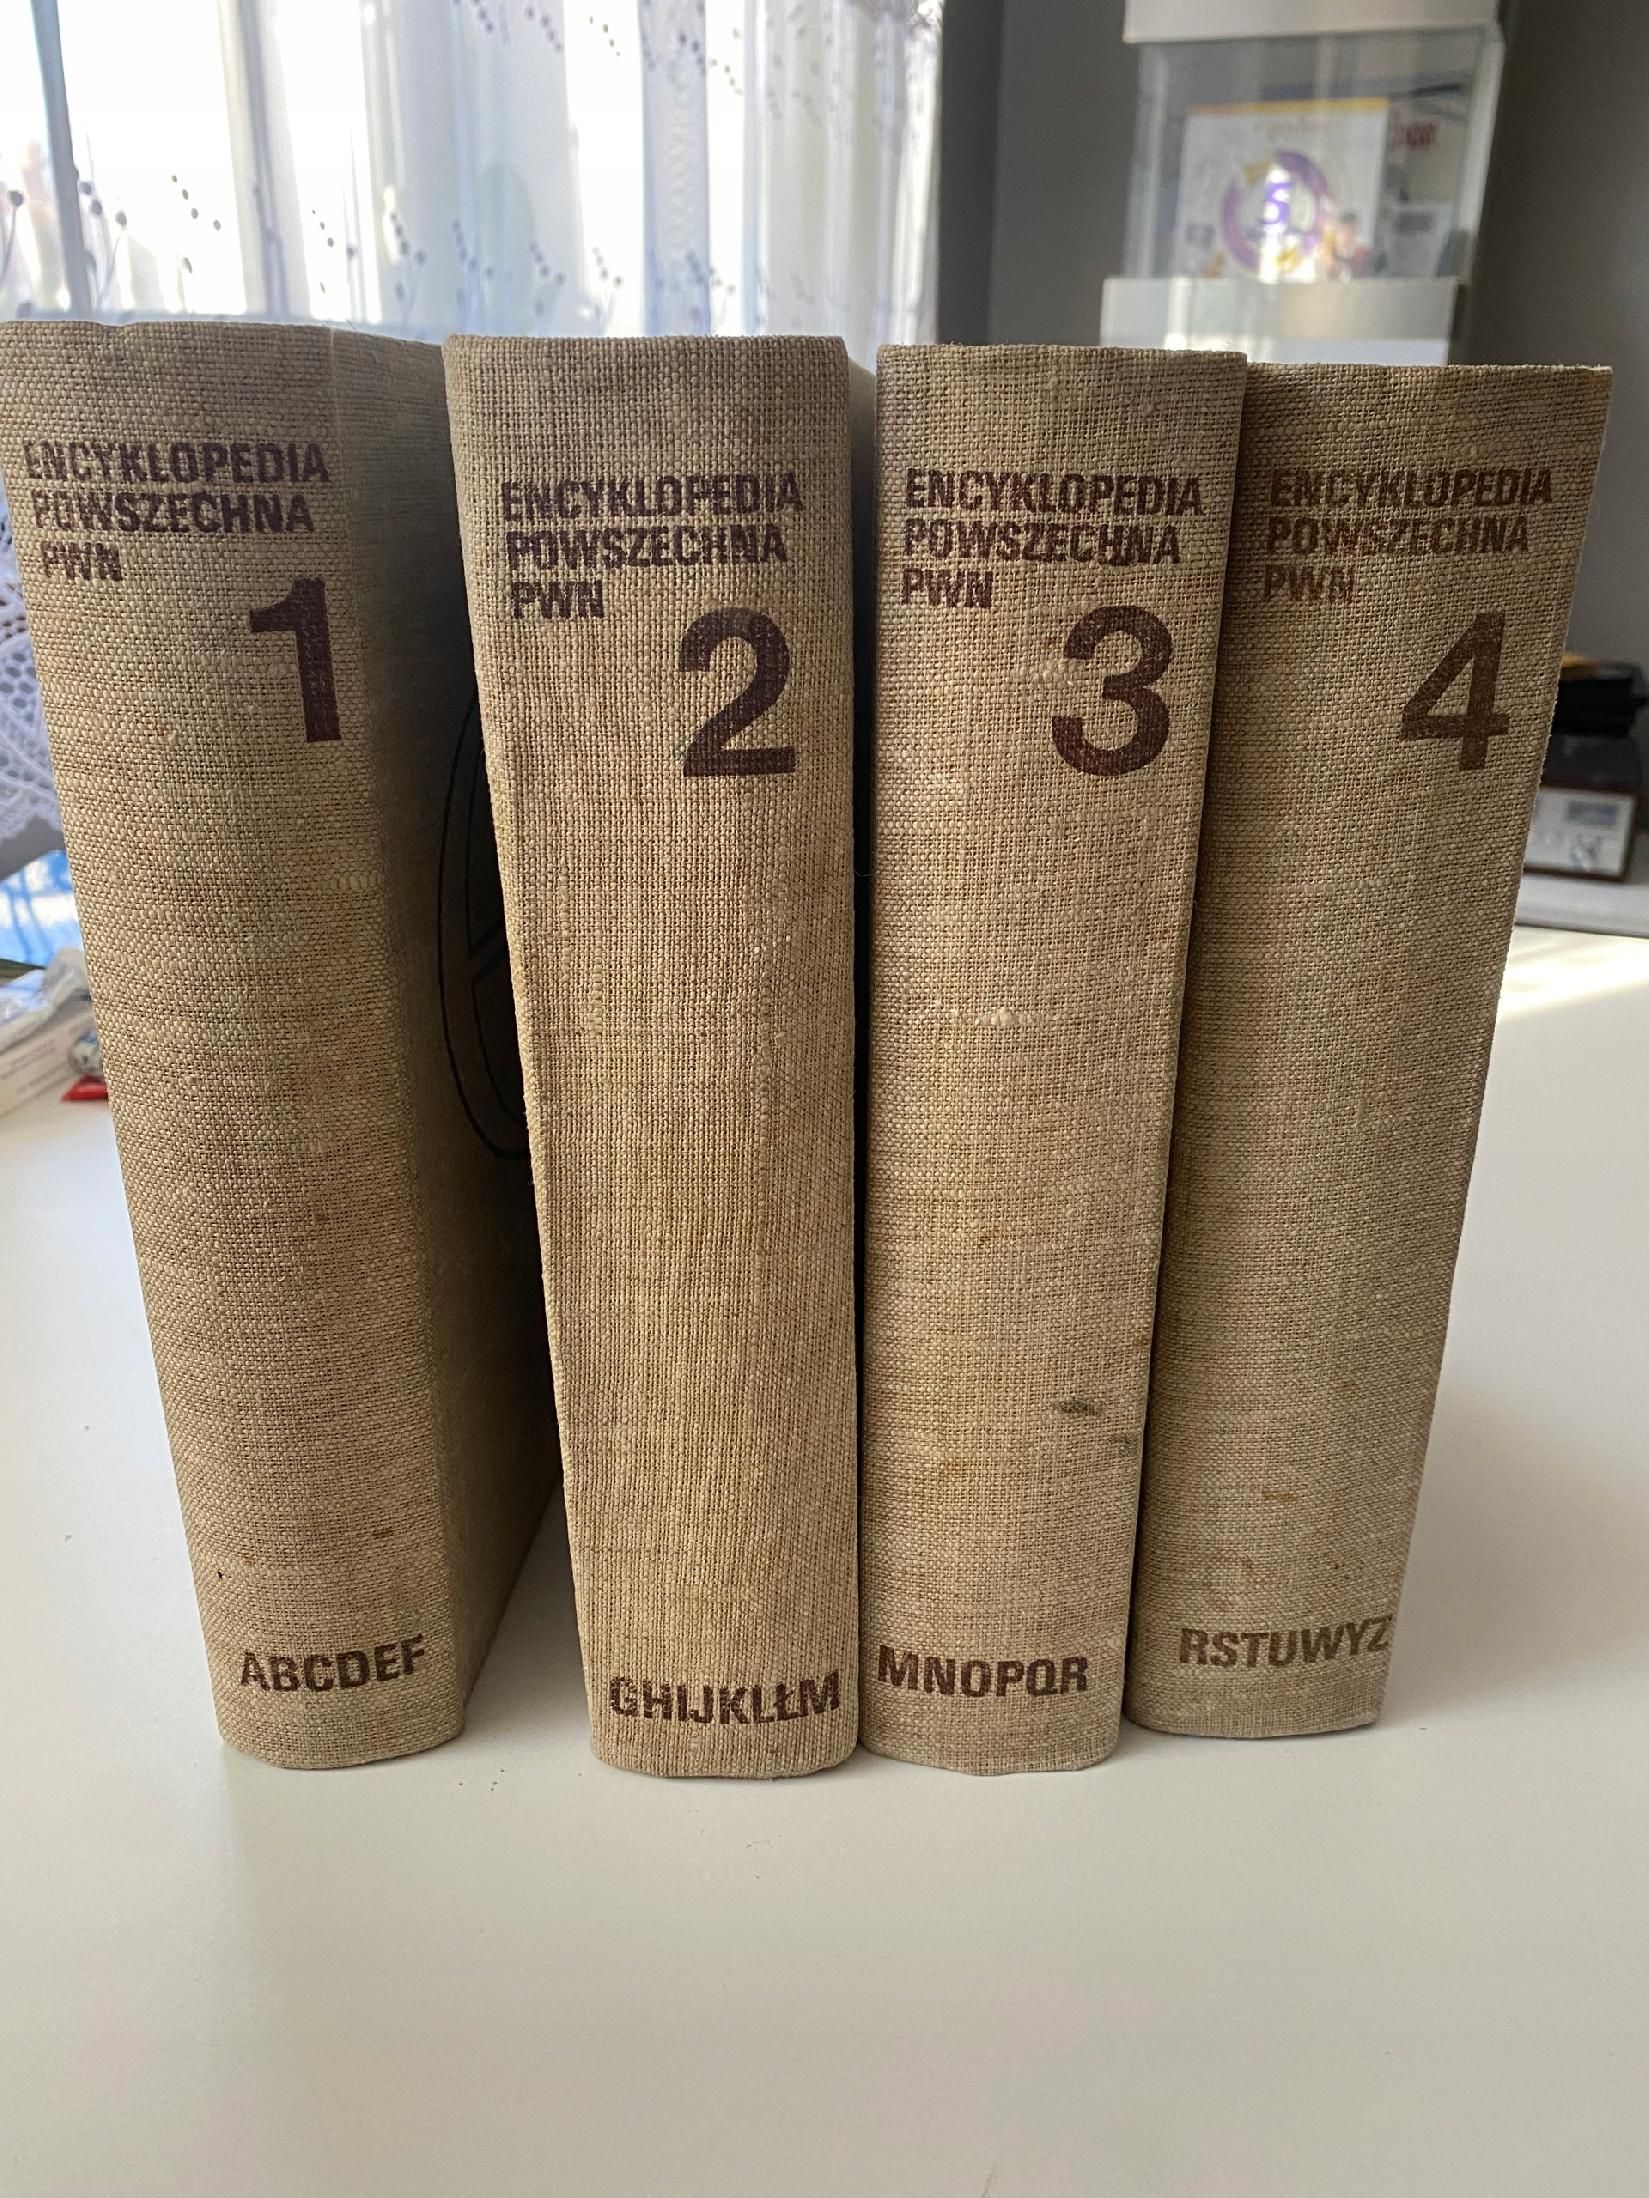 ENCYKLOPEDIA
POWSZECHNA
PWN
1
ABCDEF
ENCYKLOPEDIA
POWSZECHNA
PWN
2
GHIJKLŁM
ENCYKLOPEDIA
POWSZECHNA
PWN
3
MNOPQR
ENCYKLOPEDIA
POWSZECHNA
PWN
4
RSTUWYZ
5